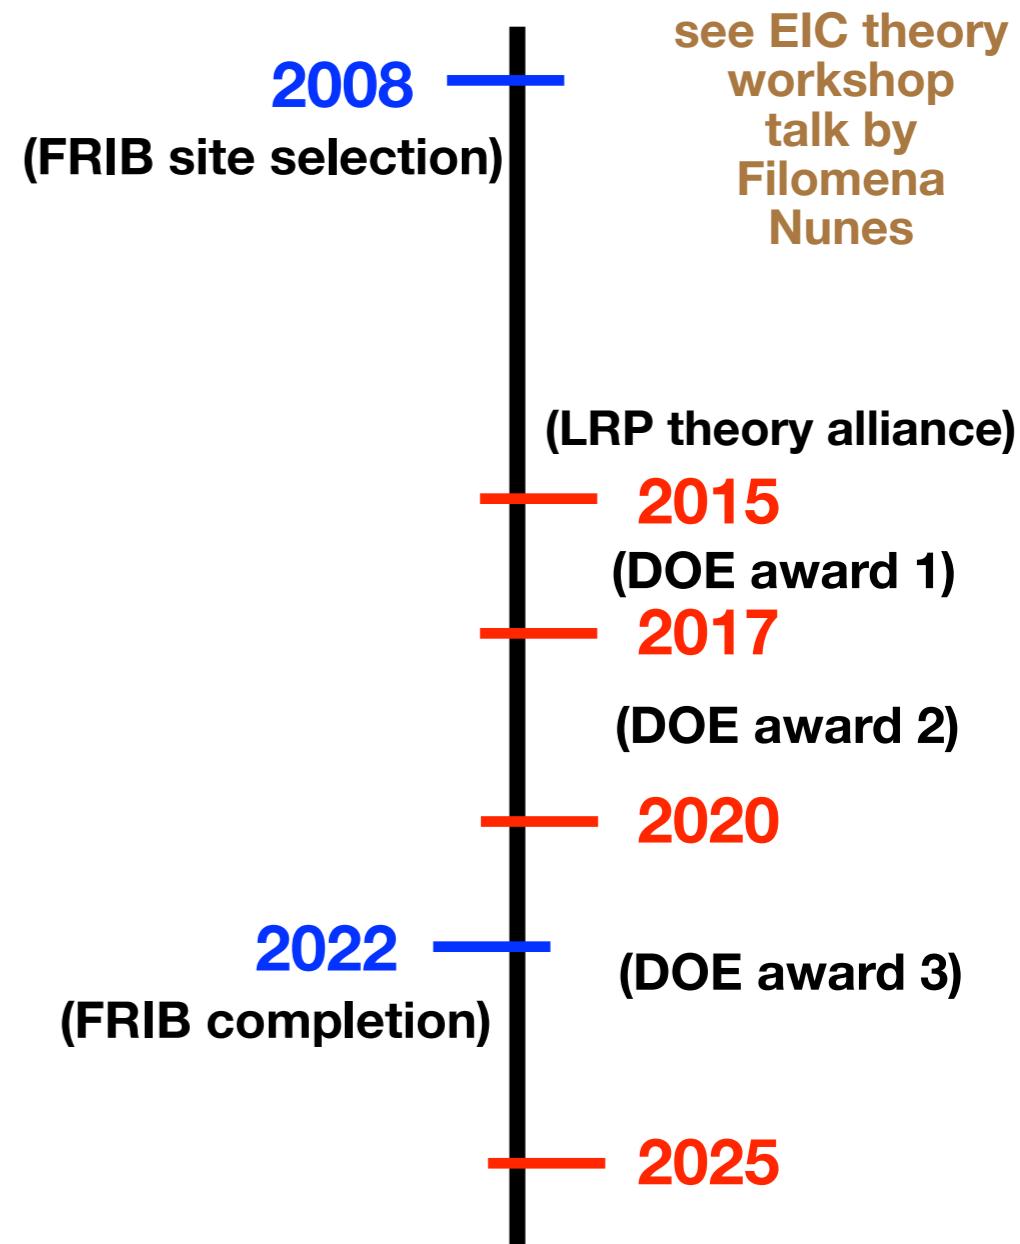 see EIC theory
workshop
talk by
Filomena
Nunes
2008
(FRIB site selection)
(LRP theory alliance)
2015
(DOE award 1)
2017
(DOE award 2)
2020
2022
(FRIB completion)
(DOE award 3)
2025